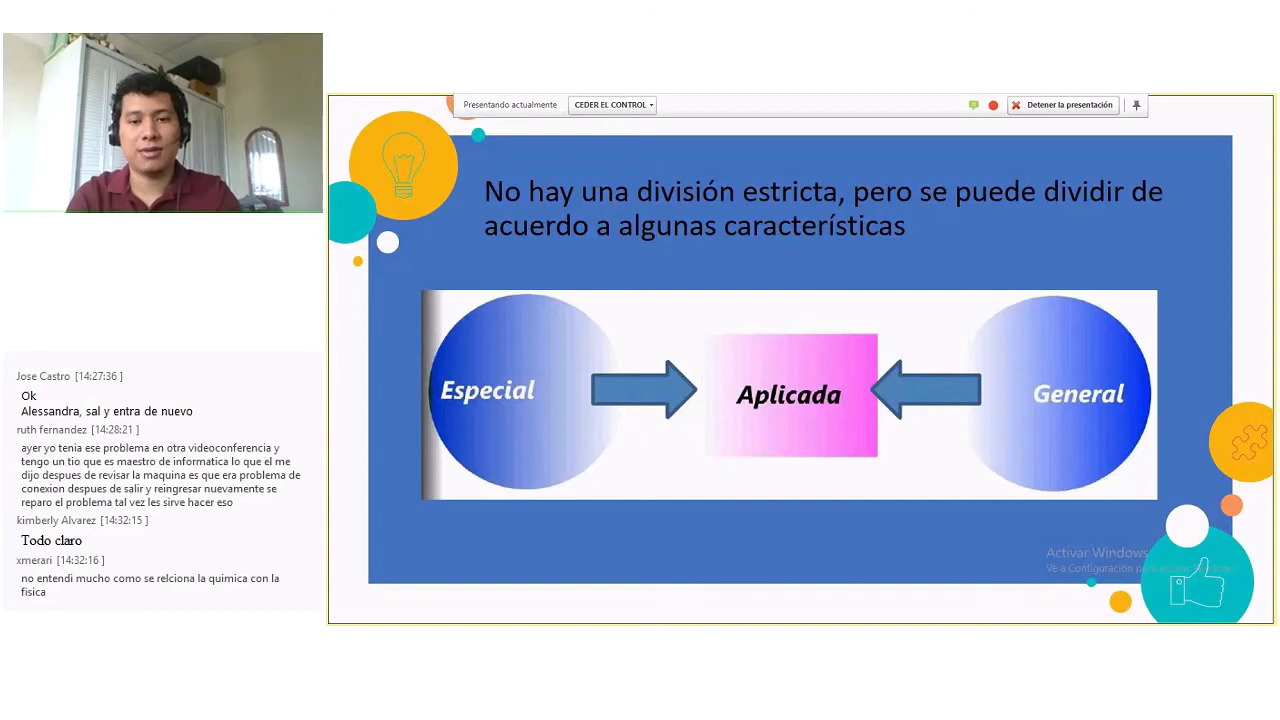 Presentando actualmente
CEDER EL CONTROL
Detener la presentación
No hay una división estricta, pero se puede dividir de
acuerdo a algunas características
Especial
Aplicada
General
Activar Windows
Ve a Configuración para activar Windows.
Jose Castro [14:27:36 ]
Ok
Alessandra, sal y entra de nuevo
ruth fernandez [14:28:21 ]
ayer yo tenia ese problema en otra videoconferencia y
tengo un tio que es maestro de informatica lo que el me
dijo despues de revisar la maquina es que era problema de
conexion despues de salir y reingresar nuevamente se
reparo el problema tal vez les sirve hacer eso
kimberly Alvarez [14:32:15 ]
Todo claro
xmerari [14:32:16 ]
no entendi mucho como se relciona la quimica con la
fisica